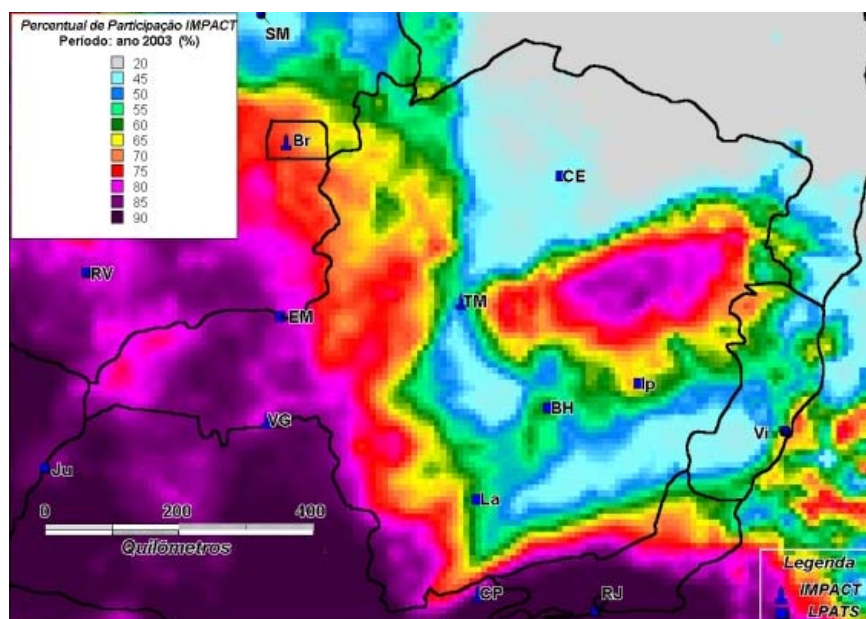 Percentual de Participação IMPACT
Período: ano 2003 (%)
20
45
50
55
60
65
70
75
80
85
90
SM
Br
CE
RV
EM
TM
Ip
BH
VG
Vi
Ju
La
0 200 400
Quilômetros
CP
RJ
Legenda
IMPACT
LPATS